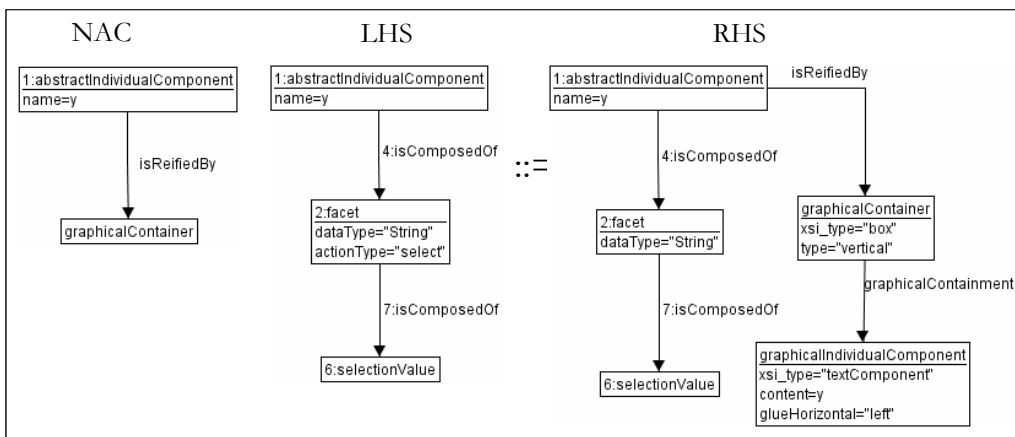 NAC
1:abstractIndividualComponent
name=y
isReifiedBy
graphicalContainer
LHS
1:abstractIndividualComponent
name=y
4:isComposedOf
2:facet
dataType="String"
actionType="select"
7:isComposedOf
6:selectionValue
::=
RHS
1:abstractIndividualComponent
name=y
isReifiedBy
4:isComposedOf
2:facet
dataType="String"
7:isComposedOf
6:selectionValue
graphicalContainer
xsi_type="box"
type="vertical"
graphicalContainment
graphicalIndividualComponent
xsi_type="textComponent"
content=y
glueHorizontal="left"